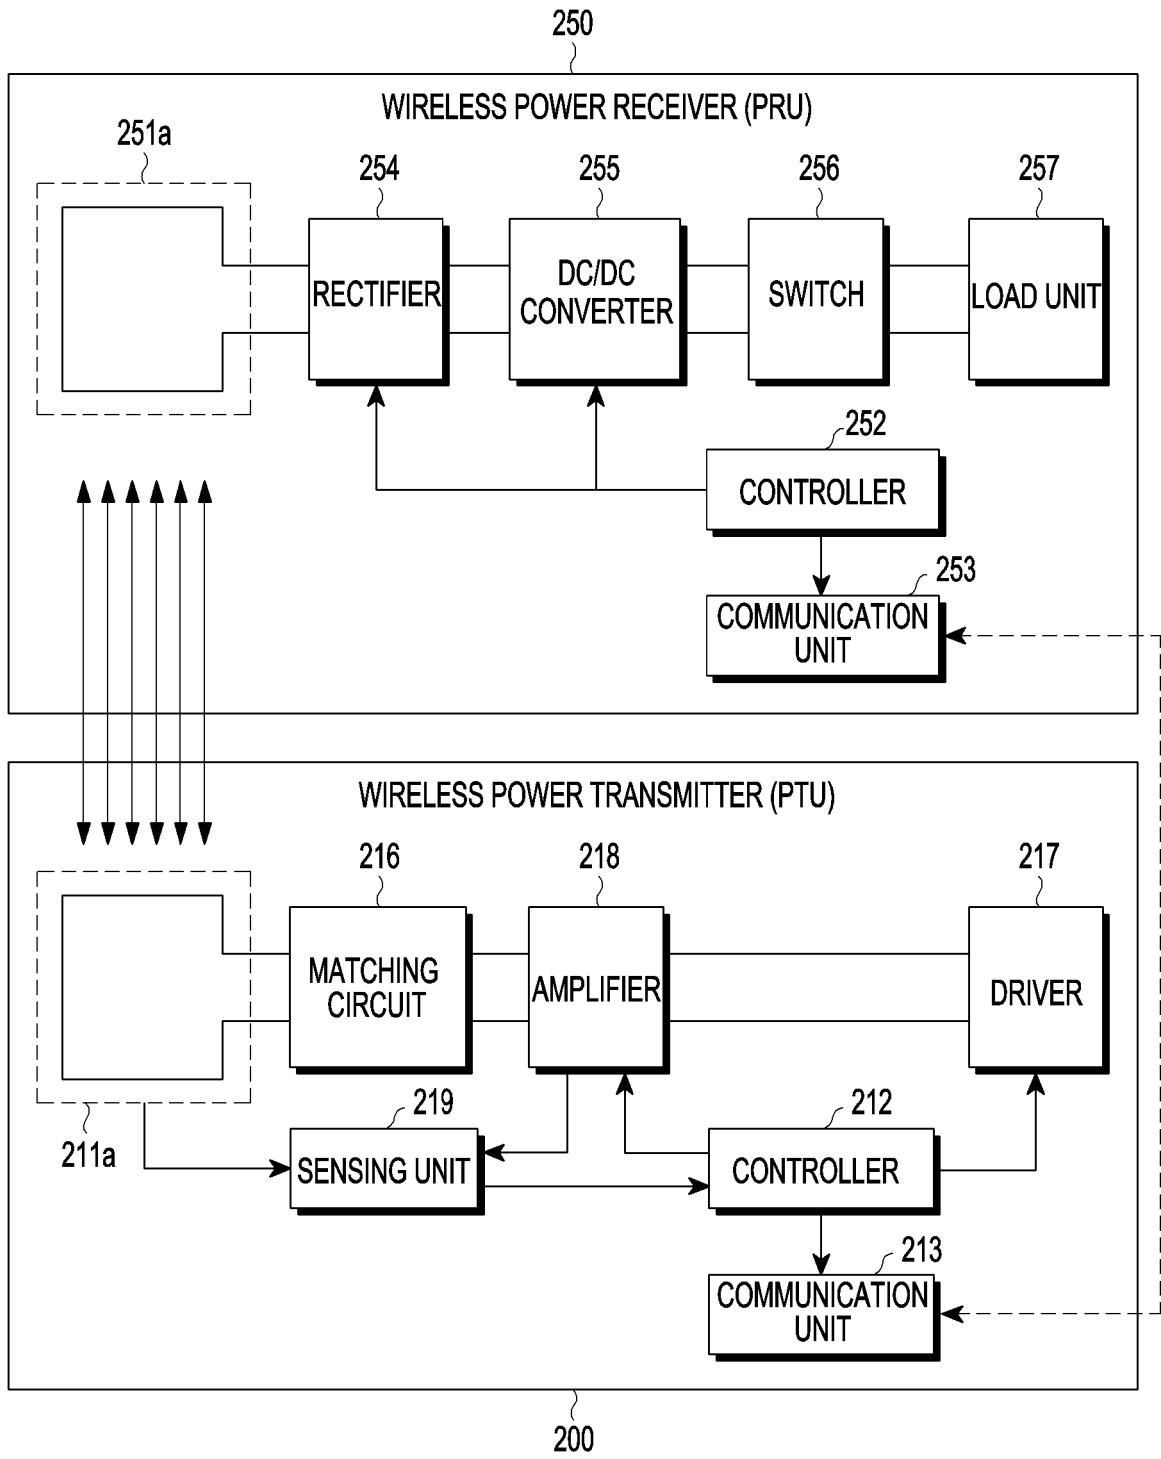 250
WIRELESS POWER RECEIVER (PRU)
251a
254
255
256
257
RECTIFIER
DC/DC
CONVERTER
SWITCH
LOAD UNIT
252
CONTROLLER
253
COMMUNICATION
UNIT
WIRELESS POWER TRANSMITTER (PTU)
216
218
217
MATCHING
CIRCUIT
AMPLIFIER
DRIVER
211a
219
212
SENSING UNIT
CONTROLLER
213
COMMUNICATION
UNIT
200